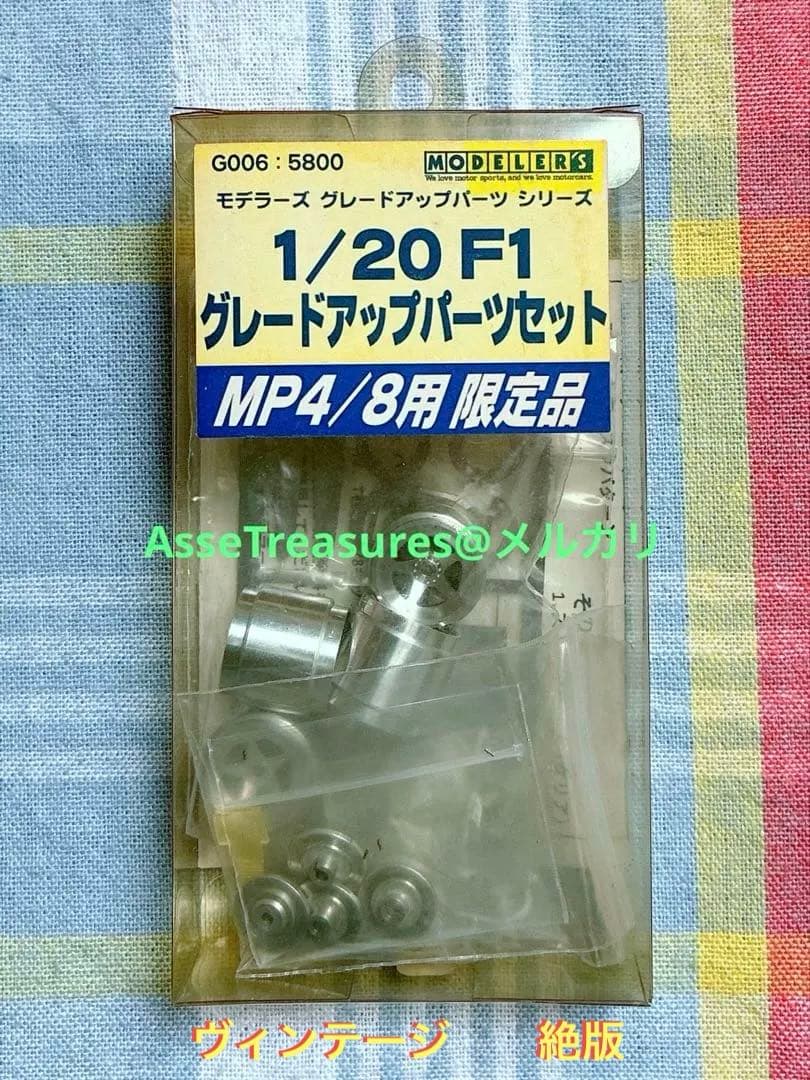 G006 : 5800
MODELER'S
We love motor sports, and we love motorcars.
モデラーズ グレードアップパーツ シリーズ
1/20 F1
グレードアップパーツセット
MP4/8用 限定品
AsseTreasures@メルカリ
ヴィンテージ 絶版